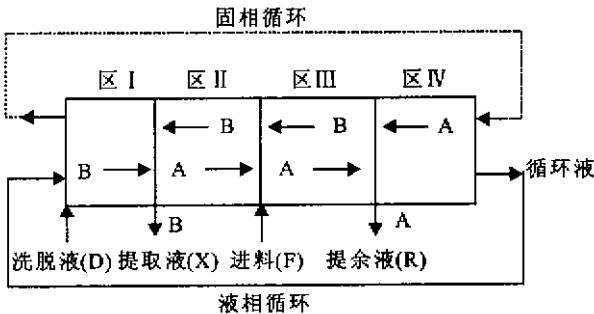 固相循环
区 I 区 II 区 III 区 IV
B B A
B A A 循环液
B A
洗脱液(D) 提取液(X) 进料(F) 提余液(R)
液相循环